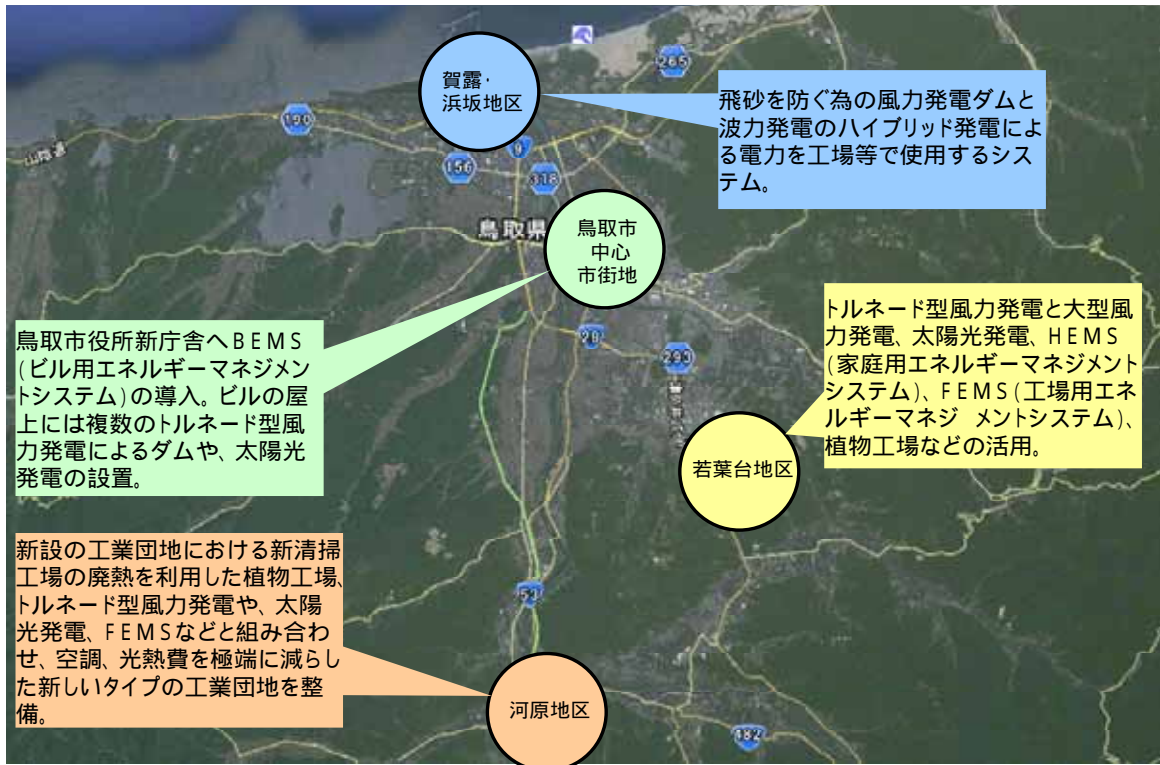 賀露・
浜坂地区
265
飛砂を防ぐ為の風力発電ダムと
波力発電のハイブリッド発電によ
る電力を工場等で使用するシス
テム。
190
山陰道
9
156
318
鳥取県
鳥取市
中心
市街地
鳥取市役所新庁舎へBEMS
(ビル用エネルギーマネジメン
トシステム)の導入。ビルの屋
上には複数のトルネード型風
力発電によるダムや、太陽光
発電の設置。
293
トルネード型風力発電と大型風
力発電、太陽光発電、HEMS
(家庭用エネルギーマネジメント
システム)、FEMS(工場用エネ
ルギーマネジ メントシステム)、
植物工場などの活用。
若葉台地区
新設の工業団地における新清掃
工場の廃熱を利用した植物工場、
トルネード型風力発電や、太陽
光発電、FEMSなどと組み合わ
せ、空調、光熱費を極端に減らし
た新しいタイプの工業団地を整
備。
53
河原地区
482